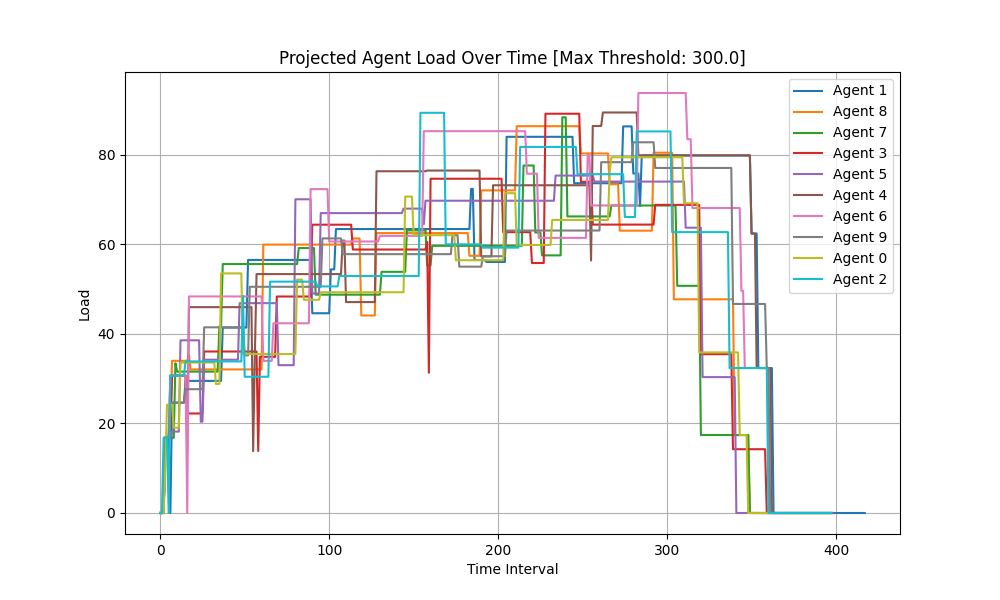 Projected Agent Load Over Time [Max Threshold: 300.0]
Load
80
60
40
20
0
0 100 200 300 400
Time Interval
Agent 1
Agent 8
Agent 7
Agent 3
Agent 5
Agent 4
Agent 6
Agent 9
Agent 0
Agent 2